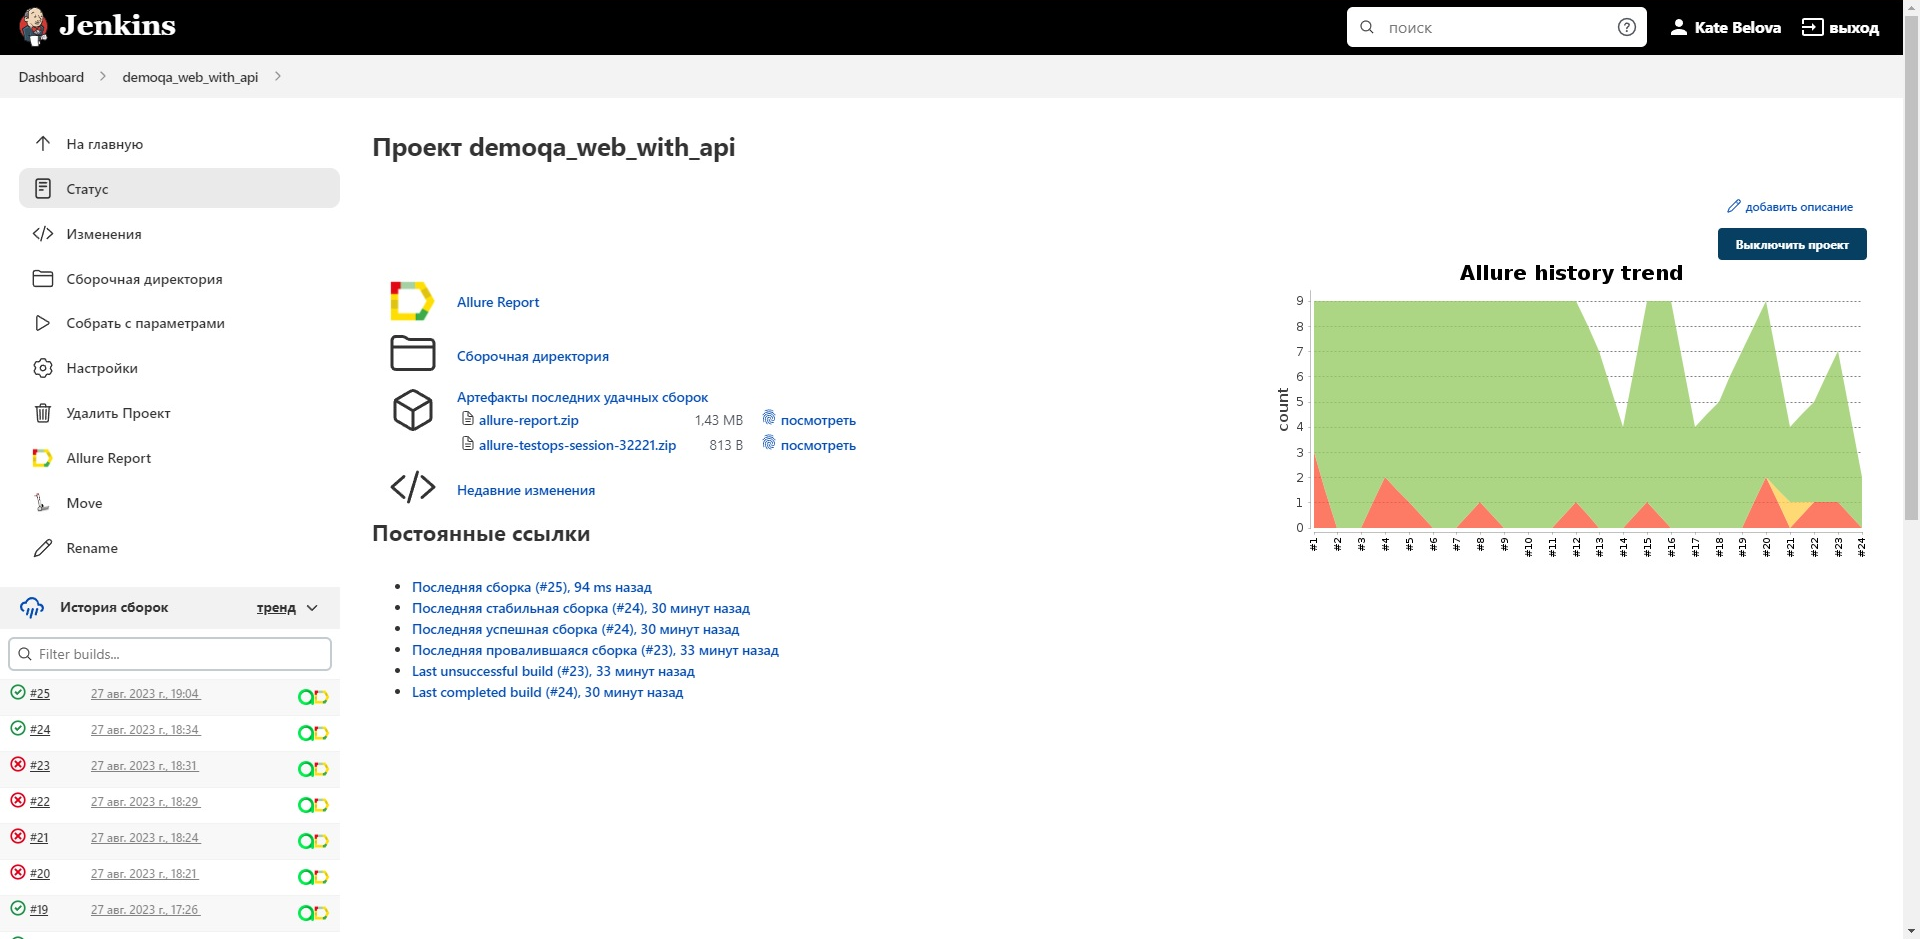 Jenkins
поиск
Kate Belova
выход
Dashboard
demoqa_web_with_api
На главную
Статус
Изменения
Сборочная директория
Собрать с параметрами
Настройки
Удалить Проект
Allure Report
Move
Rename
История сборок
тренд
Filter builds...
#25 27 авг. 2023 г., 19:04
#24 27 авг. 2023 г., 18:34
#23 27 авг. 2023 г., 18:31
#22 27 авг. 2023 г., 18:29
#21 27 авг. 2023 г., 18:24
#20 27 авг. 2023 г., 18:21
#19 27 авг. 2023 г., 17:26
Проект demoqa_web_with_api
добавить описание
Выключить проект
Allure Report
Сборочная директория
Артефакты последних удачных сборок
allure-report.zip 1,43 MB посмотреть
allure-testops-session-32221.zip 813 B посмотреть
Недавние изменения
Постоянные ссылки
Последняя сборка (#25), 94 ms назад
Последняя стабильная сборка (#24), 30 минут назад
Последняя успешная сборка (#24), 30 минут назад
Последняя провалившаяся сборка (#23), 33 минут назад
Last unsuccessful build (#23), 33 минут назад
Last completed build (#24), 30 минут назад
Allure history trend
count
9
8
7
6
5
4
3
2
1
0
#1 #2 #3 #4 #5 #6 #7 #8 #9 #10 #11 #12 #13 #14 #15 #16 #17 #18 #19 #20 #21 #22 #23 #24